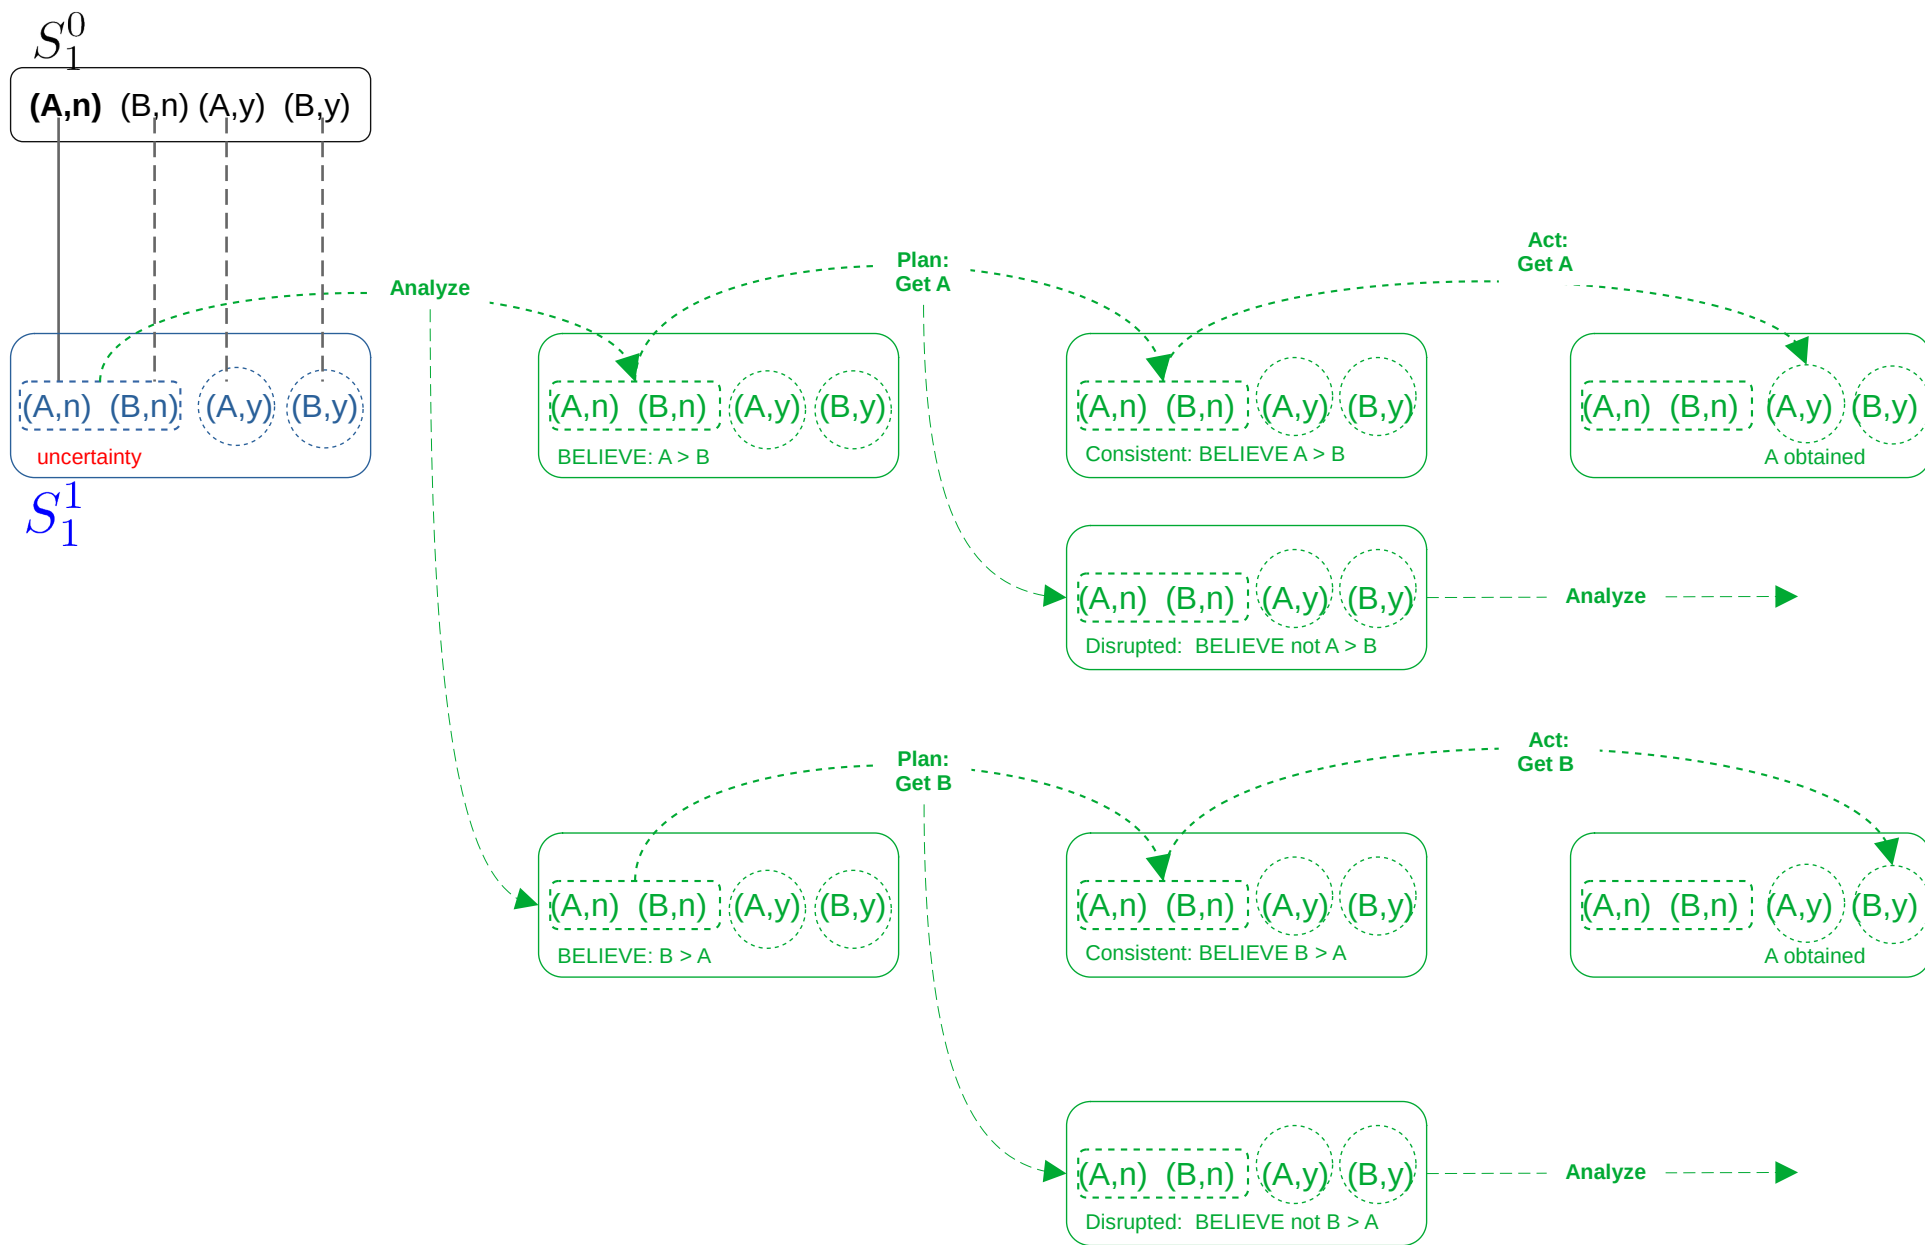 S_1^0
(A,n) (B,n) (A,y) (B,y)
Act:
Get A
Plan:
Get A
Analyze
(A,n) (B,n) (A,y) (B,y)
uncertainty
S_1^1
(A,n) (B,n) (A,y) (B,y)
BELIEVE: A > B
(A,n) (B,n) (A,y) (B,y)
Consistent: BELIEVE A > B
(A,n) (B,n) (A,y) (B,y)
A obtained
(A,n) (B,n) (A,y) (B,y)
Disrupted: BELIEVE not A > B
Analyze
Plan:
Get B
Act:
Get B
(A,n) (B,n) (A,y) (B,y)
BELIEVE: B > A
(A,n) (B,n) (A,y) (B,y)
Consistent: BELIEVE B > A
(A,n) (B,n) (A,y) (B,y)
A obtained
(A,n) (B,n) (A,y) (B,y)
Disrupted: BELIEVE not B > A
Analyze